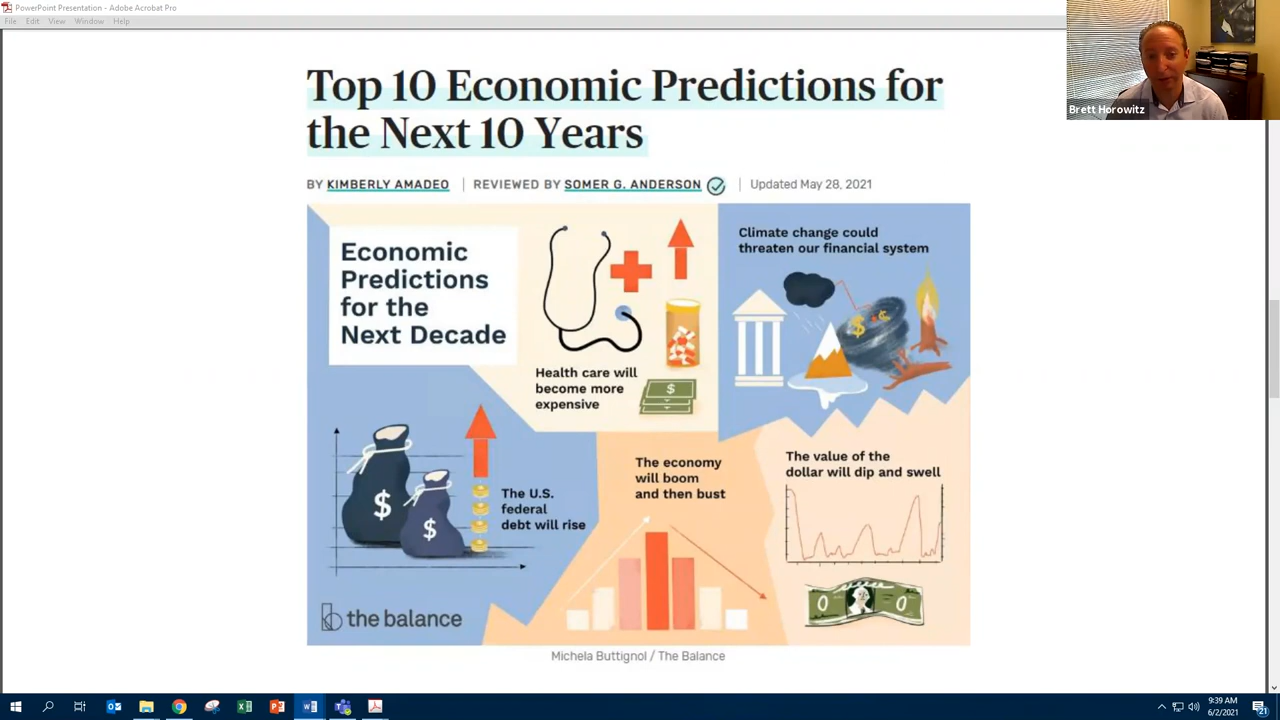 PowerPoint Presentation - Adobe Acrobat Pro
File Edit View Window Help
Brett Horowitz
Top 10 Economic Predictions for
the Next 10 Years
BY KIMBERLY AMADEO | REVIEWED BY SOMER G. ANDERSON | Updated May 28, 2021
Economic
Predictions
for the
Next Decade
Health care will
become more
expensive
$
Climate change could
threaten our financial system
$ €
$
$
The U.S.
federal
debt will rise
The economy
will boom
and then bust
The value of the
dollar will dip and swell
0 0
the balance
Michela Buttignol / The Balance
9:39 AM
6/2/2021
21